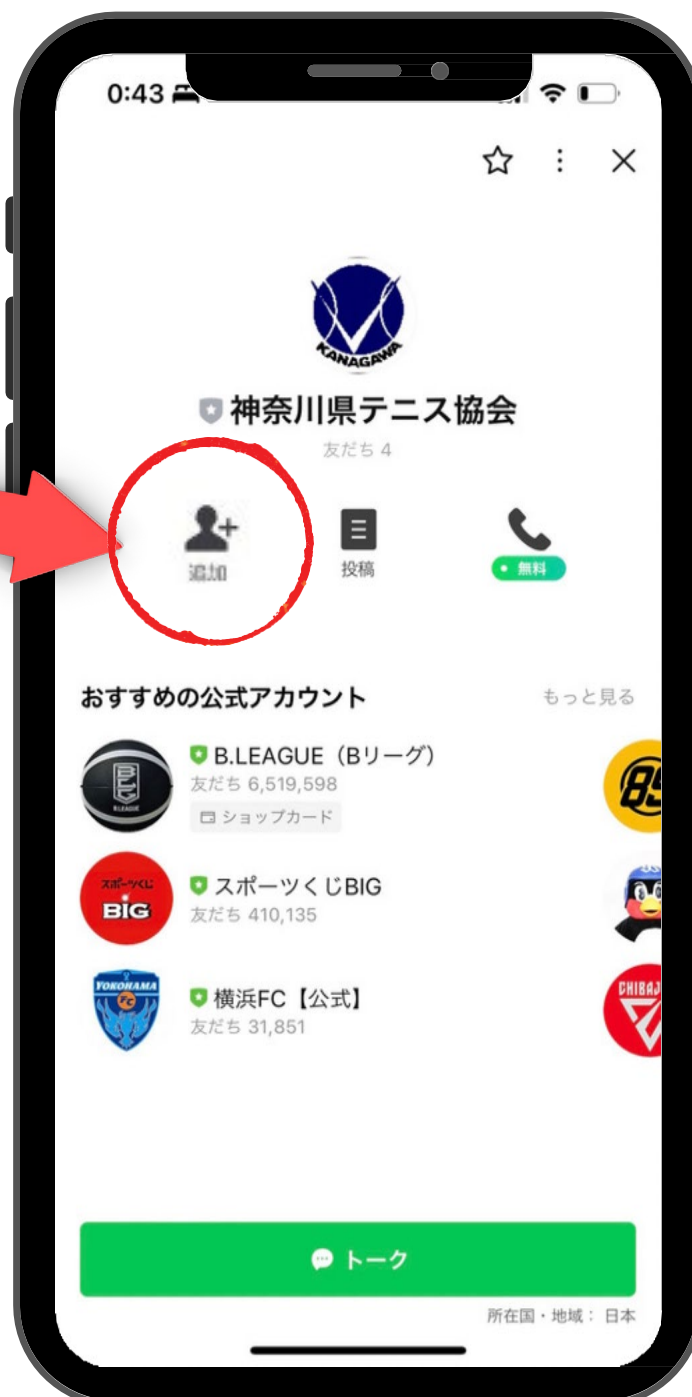 0:43
KANAGAWA
神奈川県テニス協会
友だち 4
追加
投稿
無料
おすすめの公式アカウント
もっと見る
B.LEAGUE（Bリーグ）
友だち 6,519,598
ショップカード
B.LEAGUE
スポーツくじ
BIG
スポーツくじBIG
友だち 410,135
YOKOHAMA
FC
横浜FC【公式】
友だち 31,851
トーク
所在国・地域： 日本